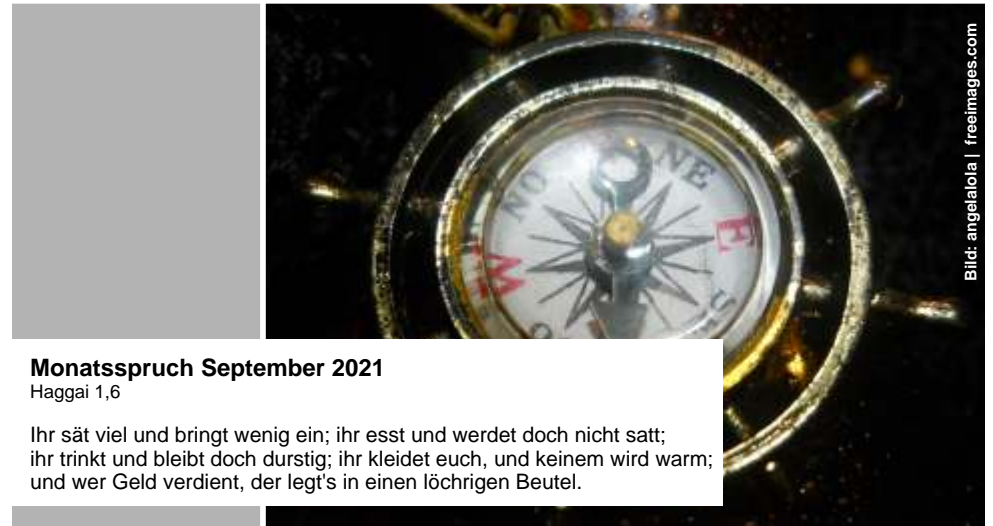 Monatsspruch September 2021
Haggai 1,6
Ihr sät viel und bringt wenig ein; ihr esst und werdet doch nicht satt;
ihr trinkt und bleibt doch durstig; ihr kleidet euch, und keinem wird warm;
und wer Geld verdient, der legt's in einen löchrigen Beutel.
Bild: angelalola | freeimages.com
NE
E